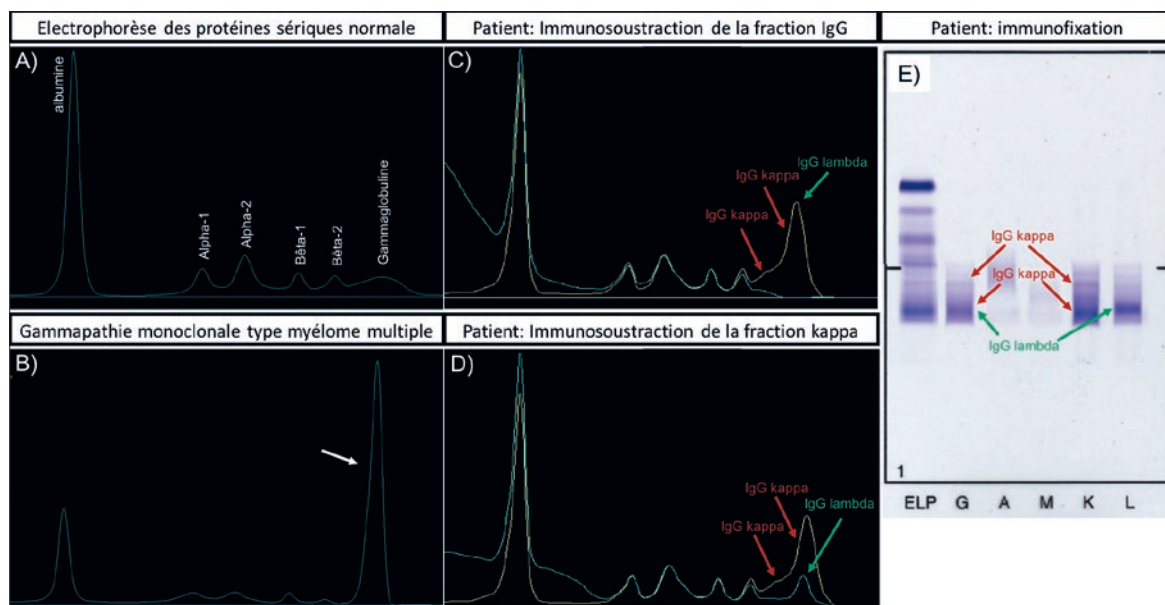 Electrophorèse des protéines sériques normale
A)
albumine
Alpha-1
Alpha-2
Bêta-1
Bêta-2
Gammaglobuline
Gammapathie monoclonale type myélome multiple
B)
Patient: Immunosoustraction de la fraction IgG
C)
IgG lambda
IgG kappa
IgG kappa
Patient: Immunosoustraction de la fraction kappa
D)
IgG kappa
IgG lambda
IgG kappa
Patient: immunofixation
E)
IgG kappa
IgG kappa
IgG lambda
1
ELP G A M K L